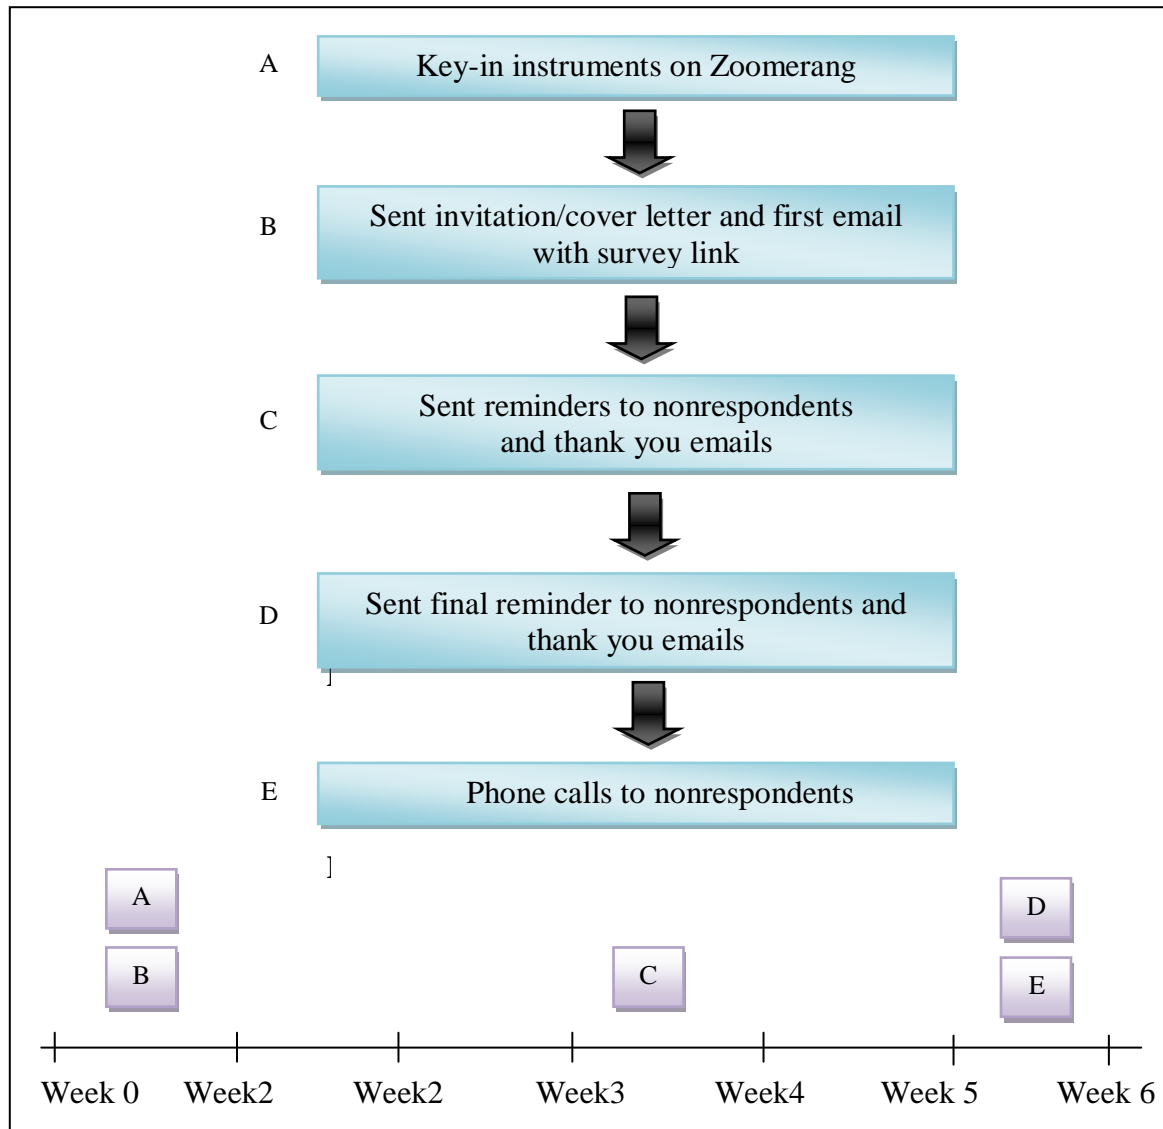 A
Key-in instruments on Zoomerang
B
Sent invitation/cover letter and first email
with survey link
C
Sent reminders to nonrespondents
and thank you emails
D
Sent final reminder to nonrespondents and
thank you emails
E
Phone calls to nonrespondents
A
D
B
C
E
Week 0 Week2 Week2 Week3 Week4 Week 5 Week 6